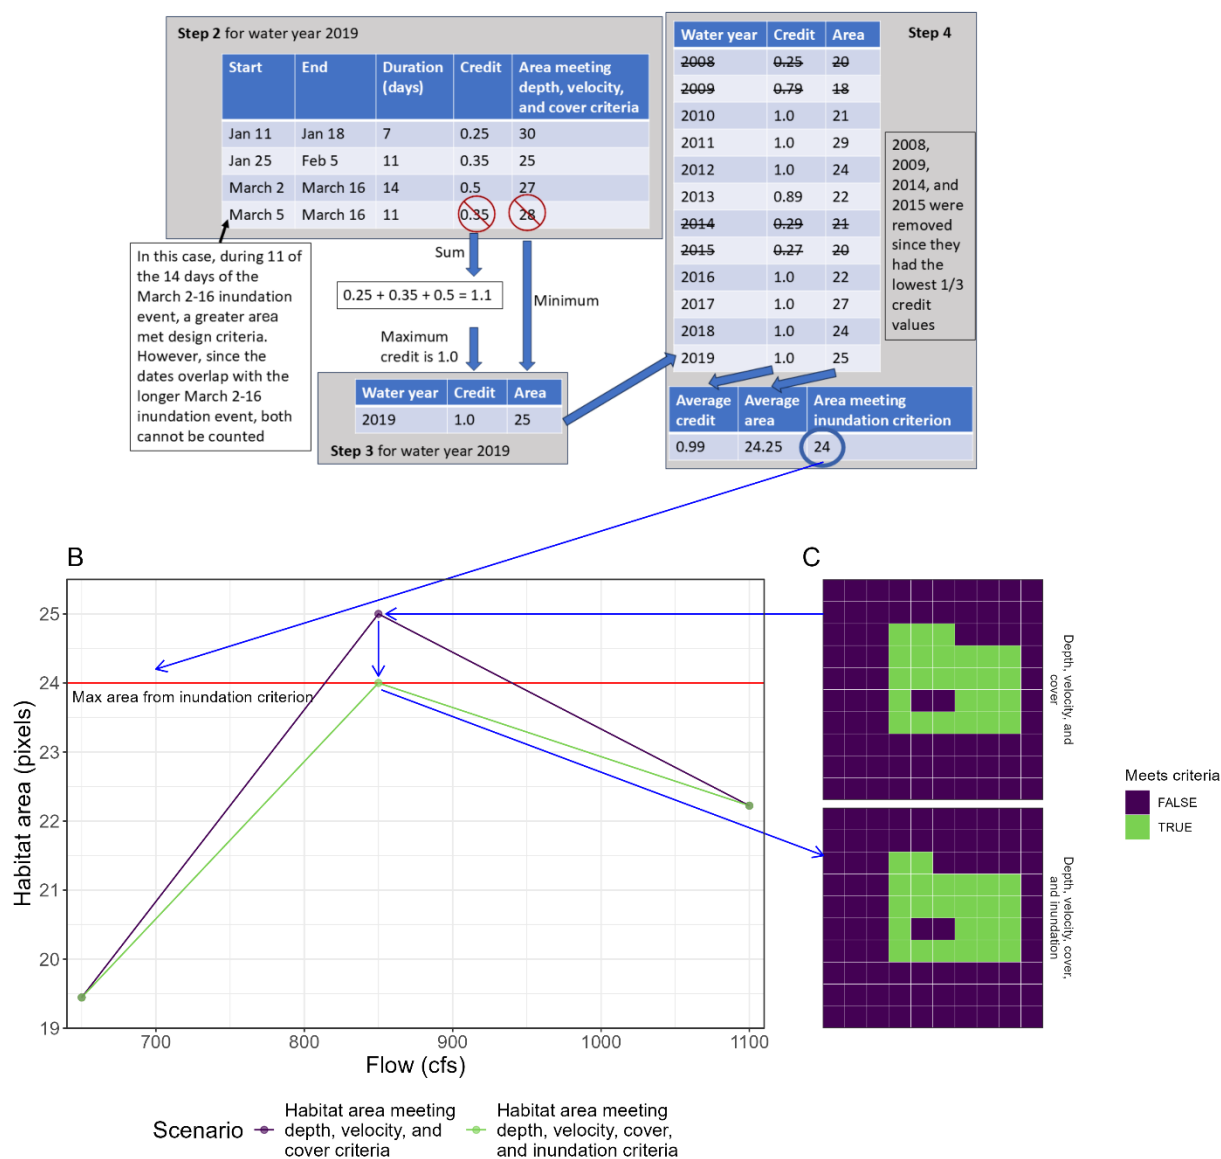 Step 2 for water year 2019
Start End Duration (days) Credit Area meeting depth, velocity, and cover criteria
Jan 11 Jan 18 7 0.25 30
Jan 25 Feb 5 11 0.35 25
March 2 March 16 14 0.5 27
March 5 March 16 11 0.35 28
In this case, during 11 of
the 14 days of the
March 2-16 inundation
event, a greater area
met design criteria.
However, since the
dates overlap with the
longer March 2-16
inundation event, both
cannot be counted
Sum
0.25 + 0.35 + 0.5 = 1.1
Minimum
Maximum
credit is 1.0
Water year Credit Area
2019 1.0 25
Step 3 for water year 2019
Step 4
Water year Credit Area
2008 0.25 20
2009 0.79 18
2010 1.0 21
2011 1.0 29
2012 1.0 24
2013 0.89 22
2014 0.29 21
2015 0.27 20
2016 1.0 22
2017 1.0 27
2018 1.0 24
2019 1.0 25
2008,
2009,
2014, and
2015 were
removed
since they
had the
lowest 1/3
credit
values
Average credit Average area Area meeting inundation criterion
0.99 24.25 24
B
Habitat area (pixels)
25
24
23
22
21
20
19
Max area from inundation criterion
700 800 900 1000 1100
Flow (cfs)
Scenario
Habitat area meeting
depth, velocity, and
cover criteria
Habitat area meeting
depth, velocity, cover,
and inundation criteria
C
Depth, velocity, and
cover
Depth, velocity, cover,
and inundation
Meets criteria
FALSE
TRUE